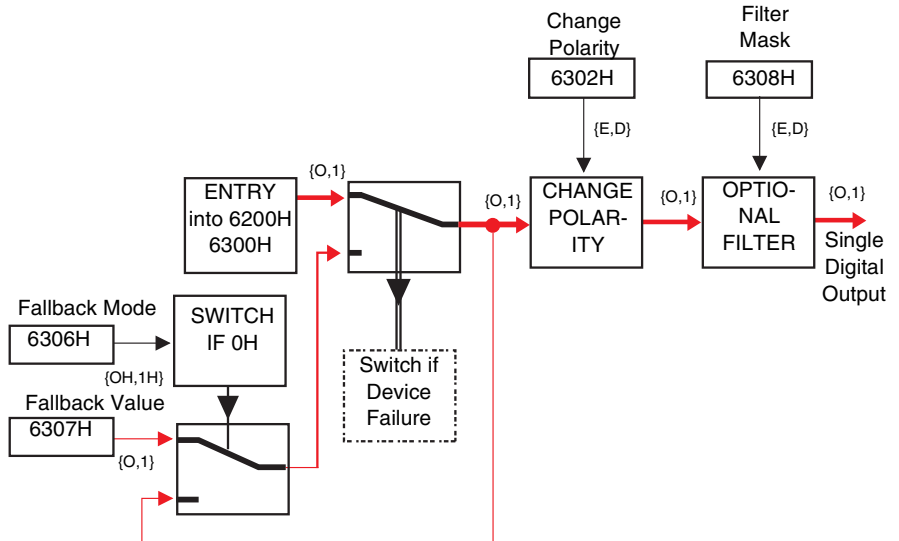 Change
Polarity
Filter
Mask
6302H
6308H
{E,D}
{E,D}
{O,1}
{O,1}
{O,1}
{O,1}
ENTRY
into 6200H
6300H
CHANGE
POLAR-
ITY
OPTIO-
NAL
FILTER
Single
Digital
Output
Fallback Mode
6306H
SWITCH
IF 0H
{OH,1H}
Switch if
Device
Failure
Fallback Value
6307H
{O,1}